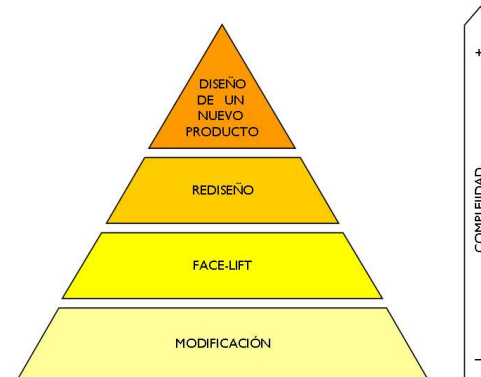 DISEÑO
DE UN
NUEVO
PRODUCTO
REDISEÑO
FACE-LIFT
MODIFICACIÓN
+
COMPLEJIDAD
–